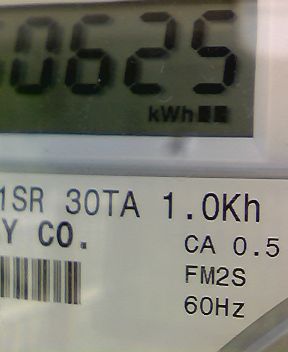 0625
kWh
1SR 30TA 1.0Kh
Y CO.
CA 0.5
FM2S
60Hz